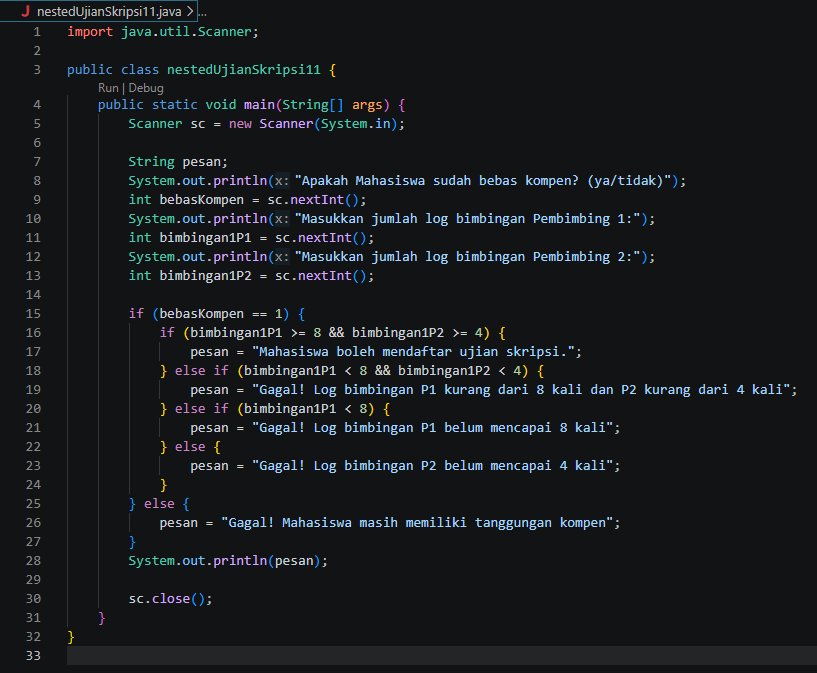 nestedUjianSkripsi11.java > ...
1 import java.util.Scanner;
2
3 public class nestedUjianSkripsi11 {
Run | Debug
4 public static void main(String[] args) {
5 Scanner sc = new Scanner(System.in);
6
7 String pesan;
8 System.out.println(x: "Apakah Mahasiswa sudah bebas kompen? (ya/tidak)");
9 int bebasKompen = sc.nextInt();
10 System.out.println(x: "Masukkan jumlah log bimbingan Pembimbing 1:");
11 int bimbingan1P1 = sc.nextInt();
12 System.out.println(x: "Masukkan jumlah log bimbingan Pembimbing 2:");
13 int bimbingan1P2 = sc.nextInt();
14
15 if (bebasKompen == 1) {
16 if (bimbingan1P1 >= 8 && bimbingan1P2 >= 4) {
17 pesan = "Mahasiswa boleh mendaftar ujian skripsi.";
18 } else if (bimbingan1P1 < 8 && bimbingan1P2 < 4) {
19 pesan = "Gagal! Log bimbingan P1 kurang dari 8 kali dan P2 kurang dari 4 kali";
20 } else if (bimbingan1P1 < 8) {
21 pesan = "Gagal! Log bimbingan P1 belum mencapai 8 kali";
22 } else {
23 pesan = "Gagal! Log bimbingan P2 belum mencapai 4 kali";
24 }
25 } else {
26 pesan = "Gagal! Mahasiswa masih memiliki tanggungan kompen";
27 }
28 System.out.println(pesan);
29
30 sc.close();
31 }
32 }
33